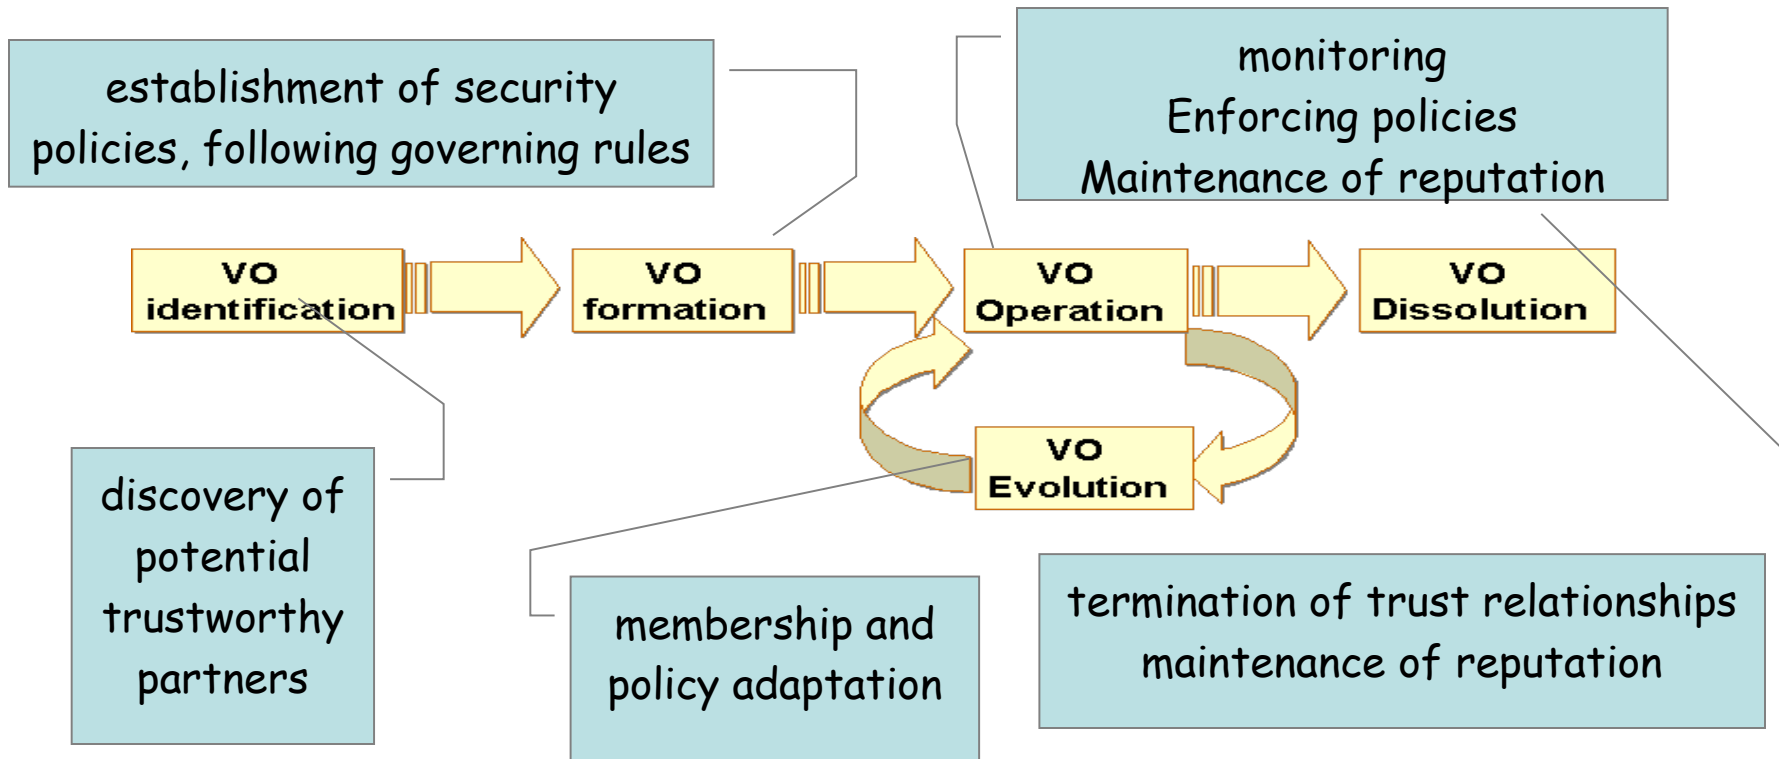 establishment of security
policies, following governing rules
monitoring
Enforcing policies
Maintenance of reputation
VO
identification
VO
formation
VO
Operation
VO
Dissolution
VO
Evolution
discovery of
potential
trustworthy
partners
membership and
policy adaptation
termination of trust relationships
maintenance of reputation